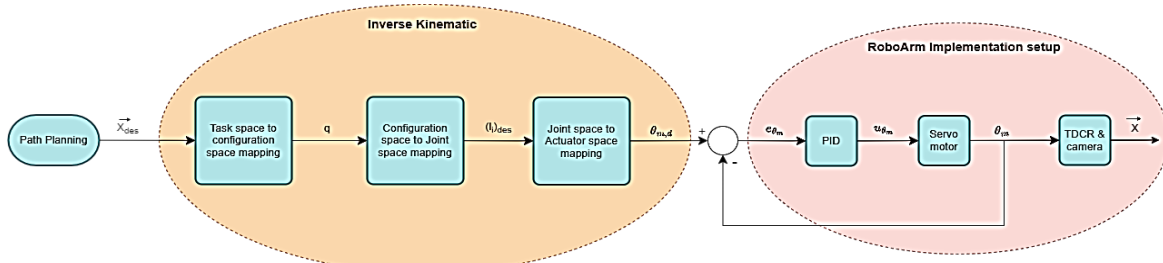 Inverse Kinematic
RoboArm Implementation setup
Path Planning
X⃗des
Task space to
configuration
space mapping
q
Configuration
space to Joint
space mapping
(lᵢ)des
Joint space to
Actuator space
mapping
θm,d
+
-
eθm
PID
uθm
Servo
motor
θm
TDCR &
camera
X⃗